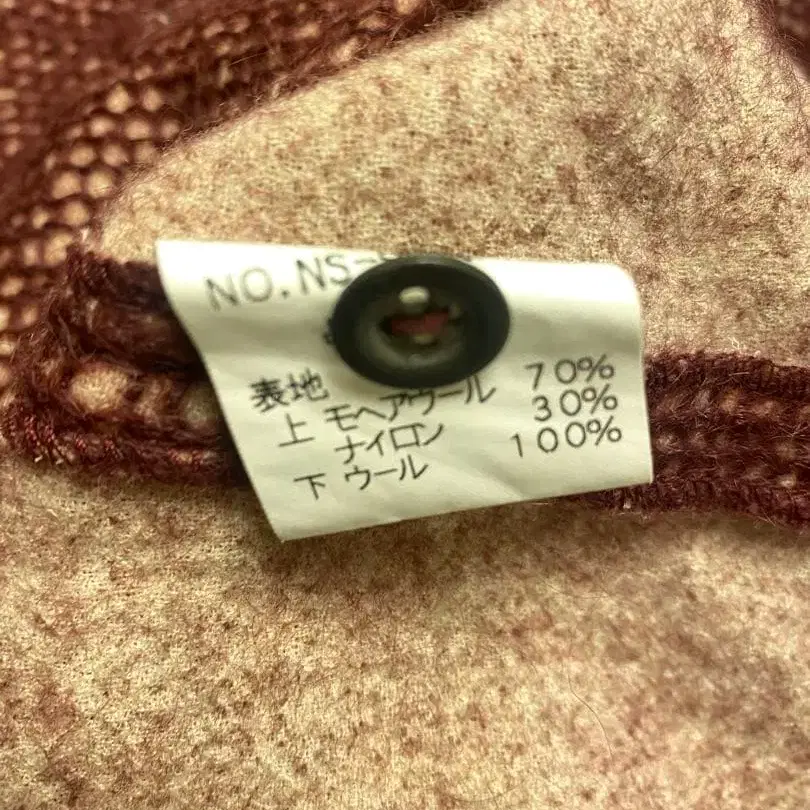 NO.NS-
表地
上 モヘアウール 70%
ナイロン 30%
下 ウール 100%